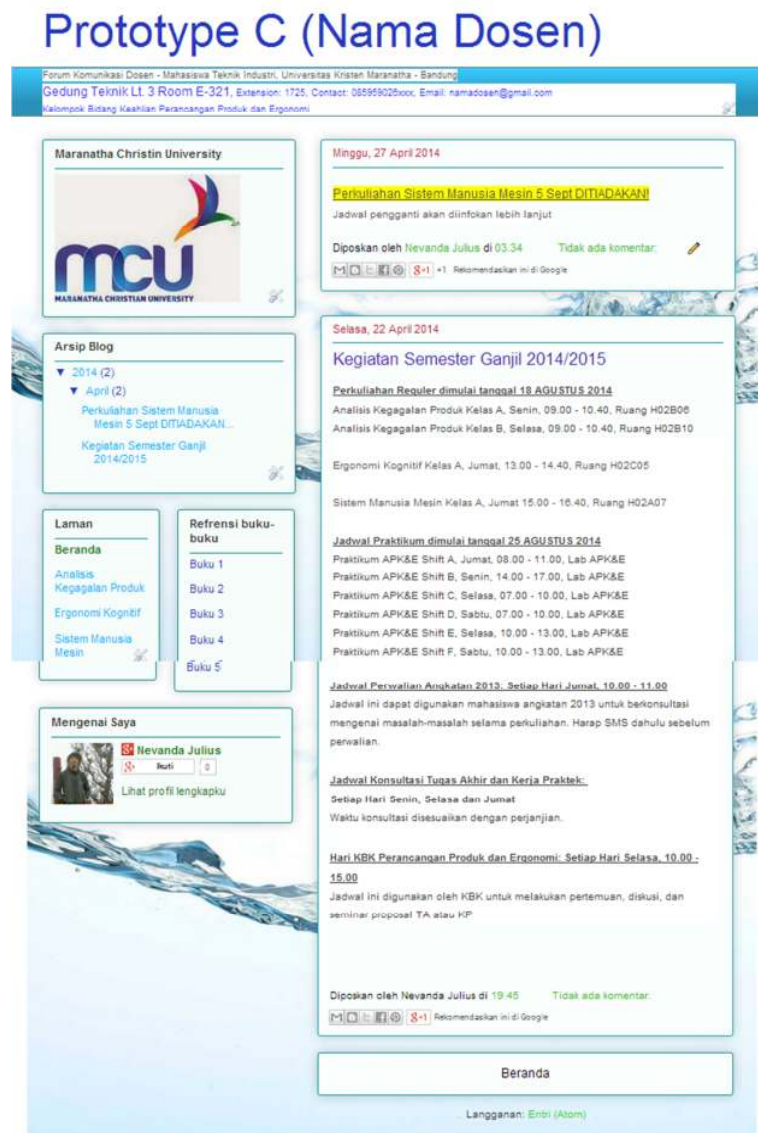 Prototype C (Nama Dosen)
Forum Komunikasi Dosen - Mahasiswa Teknik Industri, Universitas Kristen Maranatha - Bandung
Gedung Teknik Lt. 3 Room E-321, Extension: 1725, Contact: 085959025xxx, Email: namadosen@gmail.com
Kelompok Bidang Keahlian Perancangan Produk dan Ergonomi
Maranatha Christin University
mcu
MARANATHA CHRISTIAN UNIVERSITY
Arsip Blog
▼ 2014 (2)
▼ April (2)
Perkuliahan Sistem Manusia
Mesin 5 Sept DITIADAKAN...
Kegiatan Semester Ganjil
2014/2015
Laman
Beranda
Analisis
Kegagalan Produk
Ergonomi Kognitif
Sistem Manusia
Mesin
Refrensi buku-
buku
Buku 1
Buku 2
Buku 3
Buku 4
Buku 5
Mengenai Saya
Nevanda Julius
Ikuti 0
Lihat profil lengkapku
Minggu, 27 April 2014
Perkuliahan Sistem Manusia Mesin 5 Sept DITIADAKAN!
Jadwal pengganti akan diinfokan lebih lanjut
Diposkan oleh Nevanda Julius di 03.34 Tidak ada komentar:
g+1 +1 Rekomendasikan ini di Google
Selasa, 22 April 2014
Kegiatan Semester Ganjil 2014/2015
Perkuliahan Reguler dimulai tanggal 18 AGUSTUS 2014
Analisis Kegagalan Produk Kelas A, Senin, 09.00 - 10.40, Ruang H02B06
Analisis Kegagalan Produk Kelas B, Selasa, 09.00 - 10.40, Ruang H02B10
Ergonomi Kognitif Kelas A, Jumat, 13.00 - 14.40, Ruang H02C05
Sistem Manusia Mesin Kelas A, Jumat 15.00 - 16.40, Ruang H02A07
Jadwal Praktikum dimulai tanggal 25 AGUSTUS 2014
Praktikum APK&E Shift A, Jumat, 08.00 - 11.00, Lab APK&E
Praktikum APK&E Shift B, Senin, 14.00 - 17.00, Lab APK&E
Praktikum APK&E Shift C, Selasa, 07.00 - 10.00, Lab APK&E
Praktikum APK&E Shift D, Sabtu, 07.00 - 10.00, Lab APK&E
Praktikum APK&E Shift E, Selasa, 10.00 - 13.00, Lab APK&E
Praktikum APK&E Shift F, Sabtu, 10.00 - 13.00, Lab APK&E
Jadwal Perwalian Angkatan 2013: Setiap Hari Jumat, 10.00 - 11.00
Jadwal ini dapat digunakan mahasiswa angkatan 2013 untuk berkonsultasi
mengenai masalah-masalah selama perkuliahan. Harap SMS dahulu sebelum
perwalian.
Jadwal Konsultasi Tugas Akhir dan Kerja Praktek:
Setiap Hari Senin, Selasa dan Jumat
Waktu konsultasi disesuaikan dengan perjanjian.
Hari KBK Perancangan Produk dan Ergonomi: Setiap Hari Selasa, 10.00 -
15.00
Jadwal ini digunakan oleh KBK untuk melakukan pertemuan, diskusi, dan
seminar proposal TA atau KP
Diposkan oleh Nevanda Julius di 19.45 Tidak ada komentar:
g+1 Rekomendasikan ini di Google
Beranda
Langganan: Entri (Atom)